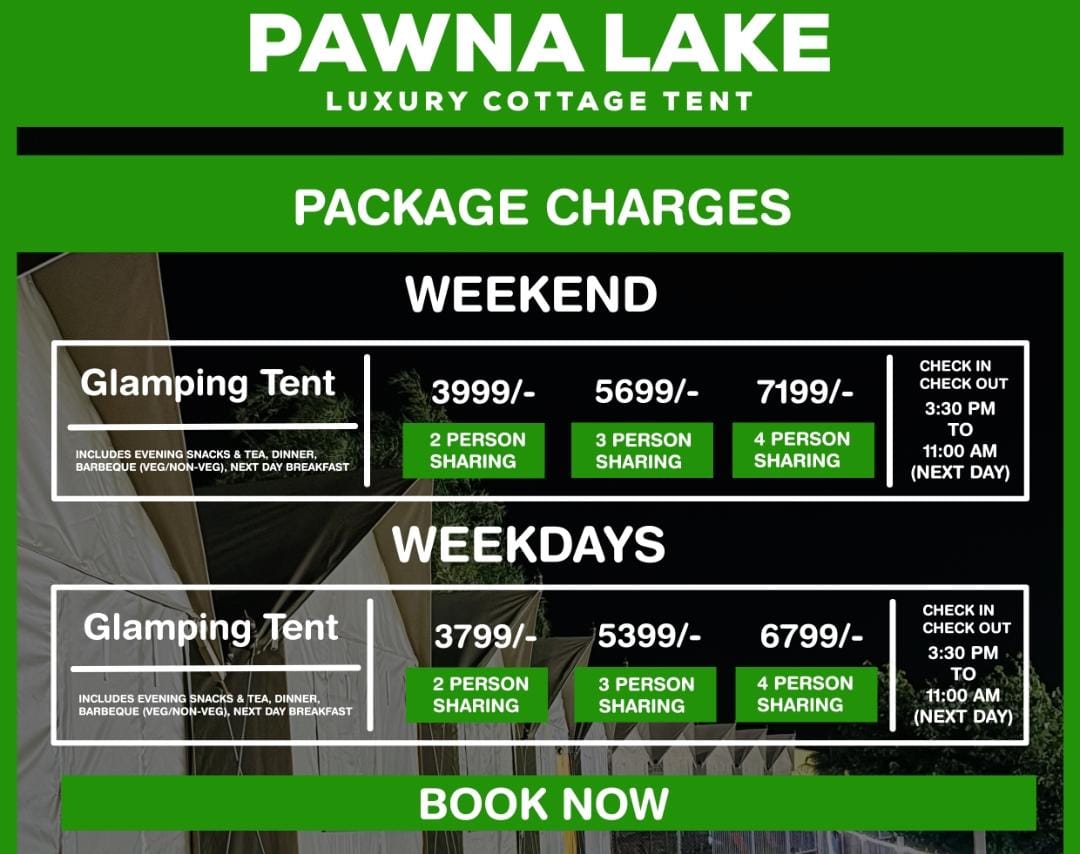 PAWNA LAKE
LUXURY COTTAGE TENT
PACKAGE CHARGES
WEEKEND
Glamping Tent
INCLUDES EVENING SNACKS & TEA, DINNER,
BARBEQUE (VEG/NON-VEG), NEXT DAY BREAKFAST
3999/-
2 PERSON
SHARING
5699/-
3 PERSON
SHARING
7199/-
4 PERSON
SHARING
CHECK IN
CHECK OUT
3:30 PM
TO
11:00 AM
(NEXT DAY)
WEEKDAYS
Glamping Tent
INCLUDES EVENING SNACKS & TEA, DINNER,
BARBEQUE (VEG/NON-VEG), NEXT DAY BREAKFAST
3799/-
2 PERSON
SHARING
5399/-
3 PERSON
SHARING
6799/-
4 PERSON
SHARING
CHECK IN
CHECK OUT
3:30 PM
TO
11:00 AM
(NEXT DAY)
BOOK NOW